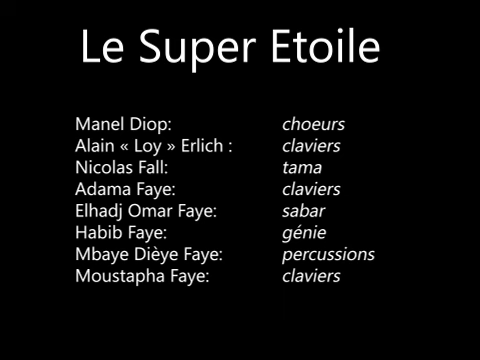 Le Super Etoile
Manel Diop: choeurs
Alain « Loy » Erlich : claviers
Nicolas Fall: tama
Adama Faye: claviers
Elhadj Omar Faye: sabar
Habib Faye: génie
Mbaye Dièye Faye: percussions
Moustapha Faye: claviers